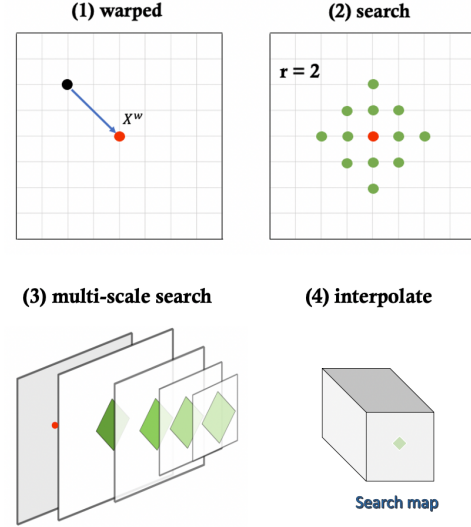 (1) warped
(2) search
r = 2
X^w
(3) multi-scale search
(4) interpolate
Search map